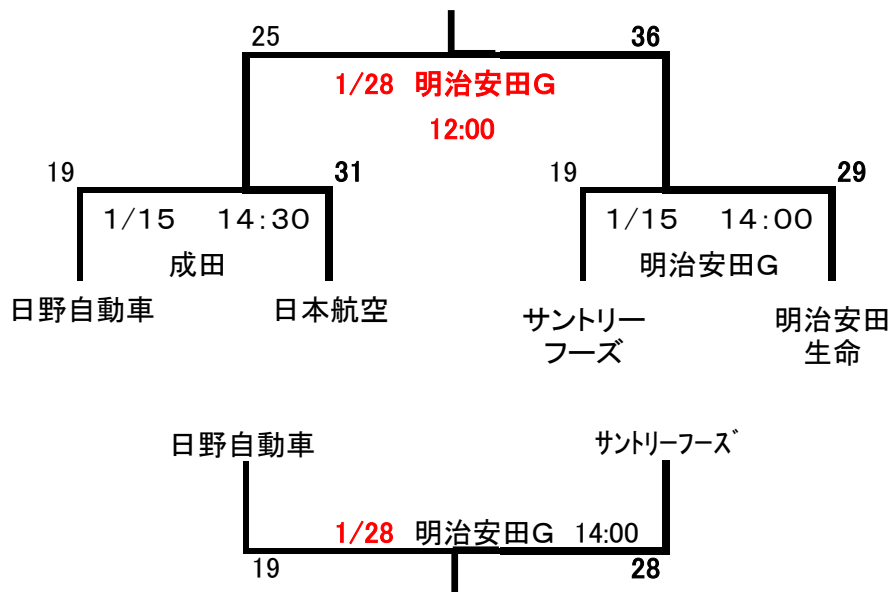 25 36
1/28 明治安田G
12:00
19 31 19 29
1/15 14:30 1/15 14:00
成田 明治安田G
日野自動車 日本航空 サントリー 明治安田
フーズ 生命
日野自動車 サントリーフーズ
1/28 明治安田G 14:00
19 28